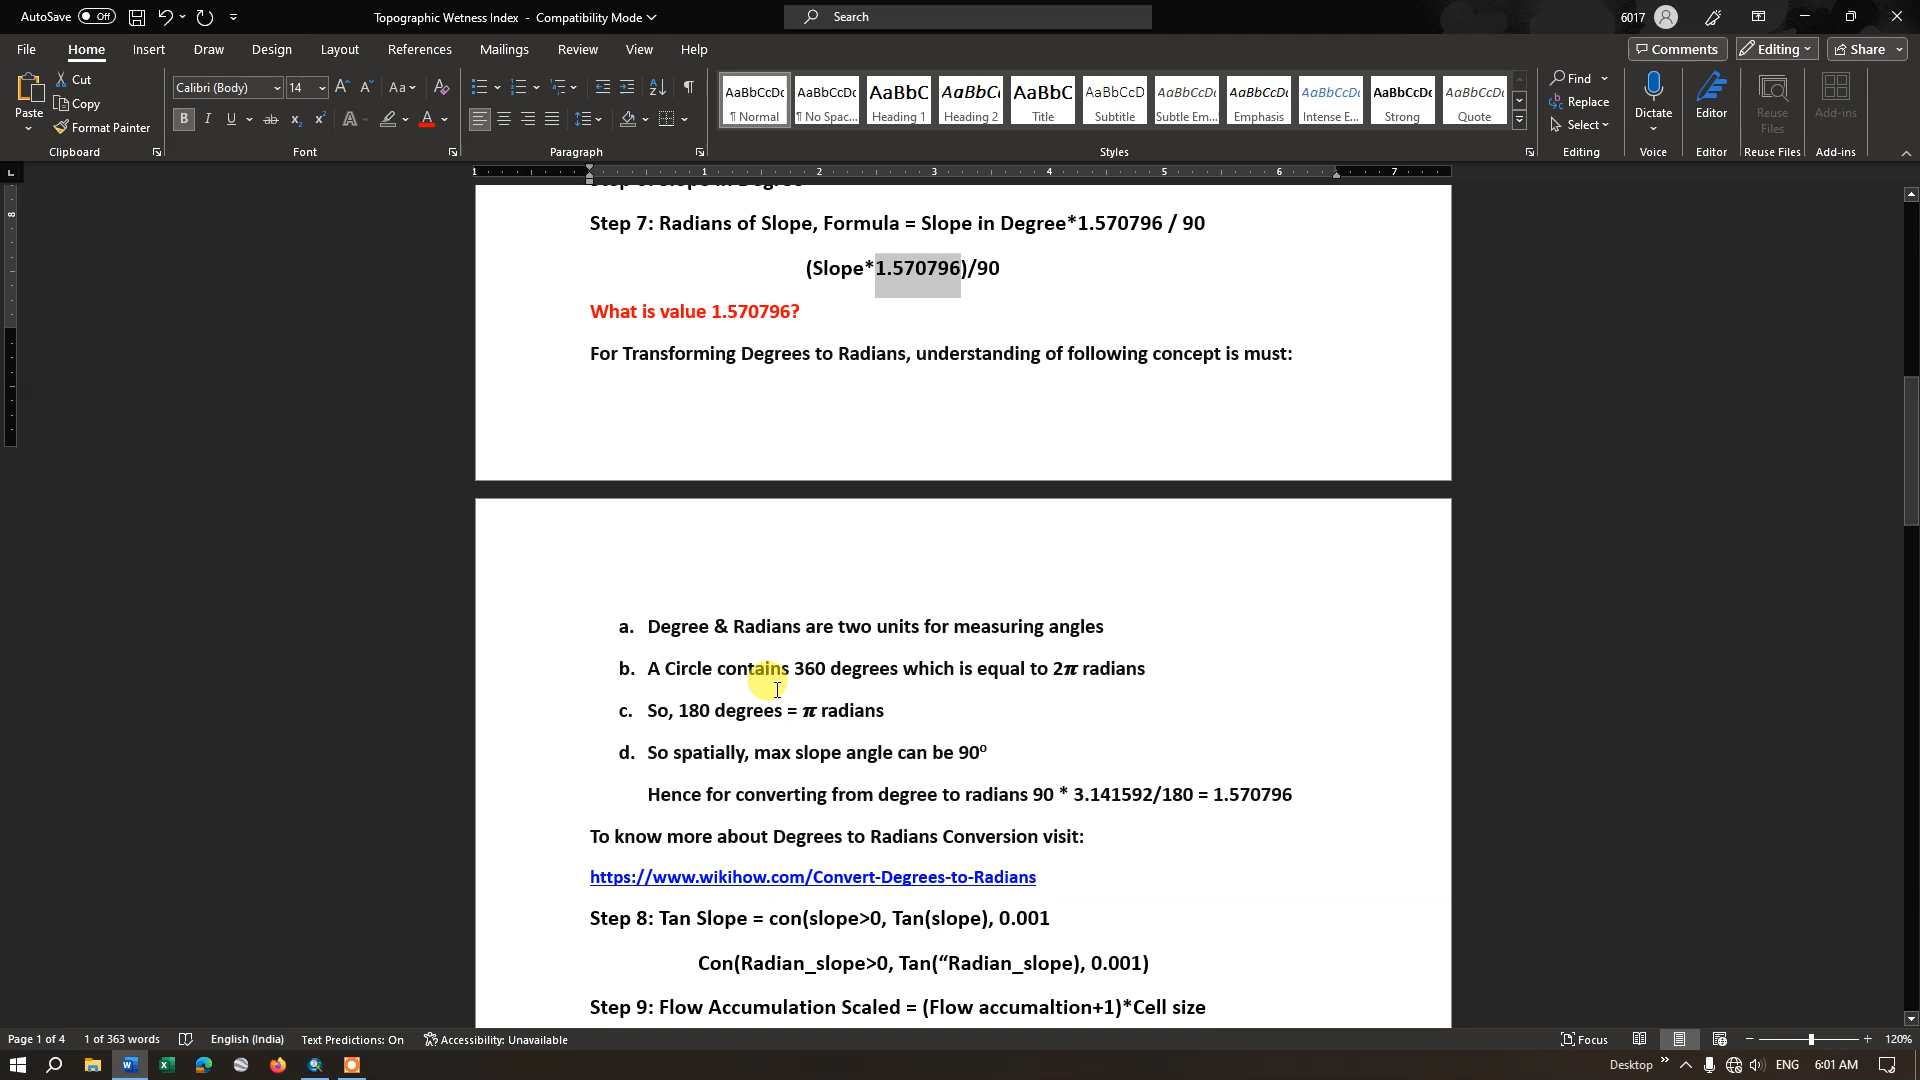 AutoSave Off Topographic Wetness Index - Compatibility Mode Search 6017
File Home Insert Draw Design Layout References Mailings Review View Help Comments Editing Share
Paste Cut Copy Format Painter Clipboard
Calibri (Body) 14 Font
Paragraph
AaBbCcDc ¶ Normal
AaBbCcDc ¶ No Spac...
AaBbC Heading 1
AaBbC Heading 2
AaBbC Title
AaBbCcD Subtitle
AaBbCcDc Subtle Em...
AaBbCcDc Emphasis
AaBbCcDc Intense E...
AaBbCcDc Strong
AaBbCcDc Quote
Styles
Find Replace Select Editing
Dictate Voice
Editor Editor
Reuse Files Reuse Files
Add-ins Add-ins
1 1 2 3 4 5 6 7
Step 7: Radians of Slope, Formula = Slope in Degree*1.570796 / 90
(Slope*1.570796)/90
What is value 1.570796?
For Transforming Degrees to Radians, understanding of following concept is must:
a. Degree & Radians are two units for measuring angles
b. A Circle contains 360 degrees which is equal to 2π radians
c. So, 180 degrees = π radians
d. So spatially, max slope angle can be 90º
Hence for converting from degree to radians 90 * 3.141592/180 = 1.570796
To know more about Degrees to Radians Conversion visit:
https://www.wikihow.com/Convert-Degrees-to-Radians
Step 8: Tan Slope = con(slope>0, Tan(slope), 0.001
Con(Radian_slope>0, Tan(“Radian_slope), 0.001)
Step 9: Flow Accumulation Scaled = (Flow accumaltion+1)*Cell size
Page 1 of 4 1 of 363 words English (India) Text Predictions: On Accessibility: Unavailable Focus 120%
Desktop ENG 6:01 AM